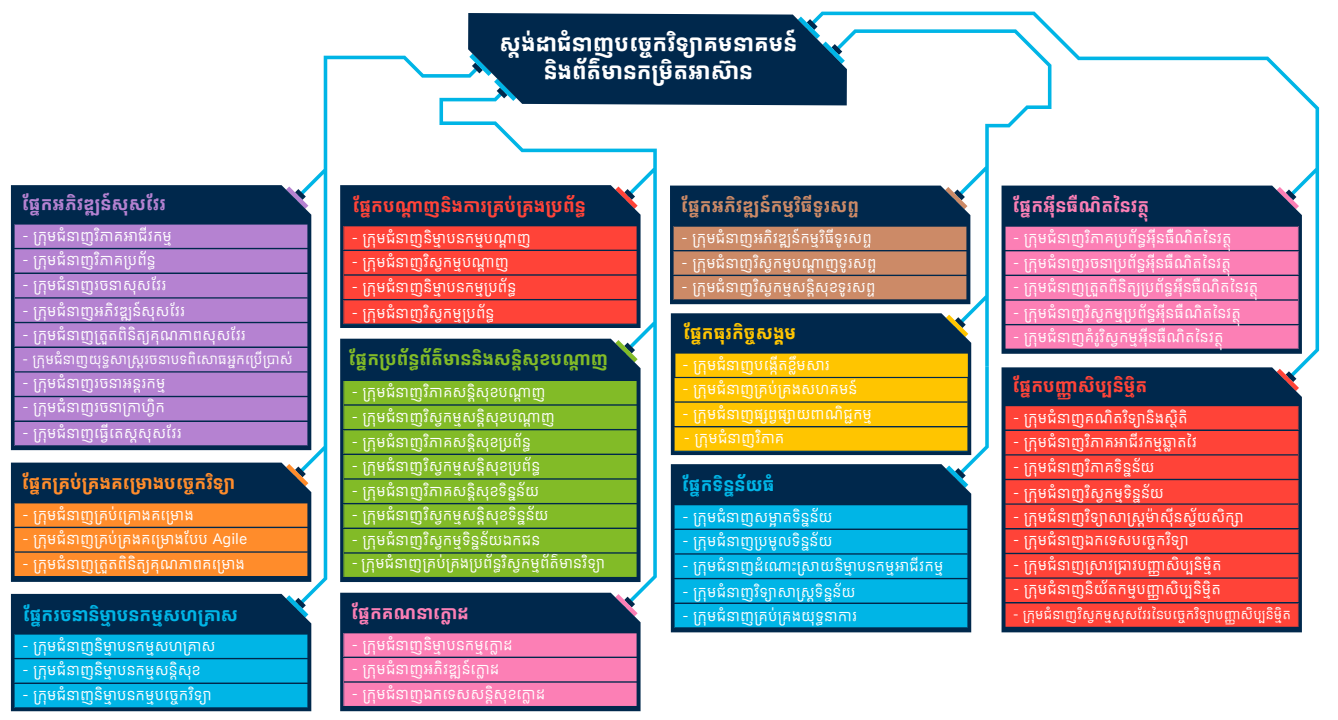 ស្តង់ដាជំនាញបច្ចេកវិទ្យាគមនាគមន៍
និងព័ត៌មានកម្រិតអាស៊ាន
ផ្នែកអភិវឌ្ឍន៍សុសវែរ
- ក្រុមជំនាញវិភាគអាជីវកម្ម
- ក្រុមជំនាញវិភាគប្រព័ន្ធ
- ក្រុមជំនាញរចនាសុសវែរ
- ក្រុមជំនាញអភិវឌ្ឍន៍សុសវែរ
- ក្រុមជំនាញត្រួតពិនិត្យគុណភាពសុសវែរ
- ក្រុមជំនាញយុទ្ធសាស្ត្ររចនាបទពិសោធអ្នកប្រើប្រាស់
- ក្រុមជំនាញរចនាអន្តរកម្ម
- ក្រុមជំនាញរចនាក្រាហ្វិក
- ក្រុមជំនាញធ្វើតេស្តសុសវែរ
ផ្នែកគ្រប់គ្រងគម្រោងបច្ចេកវិទ្យា
- ក្រុមជំនាញគ្រប់គ្រោងគម្រោង
- ក្រុមជំនាញគ្រប់គ្រងគម្រោងបែប Agile
- ក្រុមជំនាញត្រួតពិនិត្យគុណភាពគម្រោង
ផ្នែករចនានិម្មាបនកម្មសហគ្រាស
- ក្រុមជំនាញនិម្មាបនកម្មសហគ្រាស
- ក្រុមជំនាញនិម្មាបនកម្មសន្តិសុខ
- ក្រុមជំនាញនិម្មាបនកម្មបច្ចេកវិទ្យា
ផ្នែកបណ្តាញនិងការគ្រប់គ្រងប្រព័ន្ធ
- ក្រុមជំនាញនិម្មាបនកម្មបណ្តាញ
- ក្រុមជំនាញវិស្វកម្មបណ្តាញ
- ក្រុមជំនាញនិម្មាបនកម្មប្រព័ន្ធ
- ក្រុមជំនាញវិស្វកម្មប្រព័ន្ធ
ផ្នែកប្រព័ន្ធព័ត៌មាននិងសន្តិសុខបណ្តាញ
- ក្រុមជំនាញវិភាគសន្តិសុខបណ្តាញ
- ក្រុមជំនាញវិស្វកម្មសន្តិសុខបណ្តាញ
- ក្រុមជំនាញវិភាគសន្តិសុខប្រព័ន្ធ
- ក្រុមជំនាញវិស្វកម្មសន្តិសុខប្រព័ន្ធ
- ក្រុមជំនាញវិភាគសន្តិសុខទិន្នន័យ
- ក្រុមជំនាញវិស្វកម្មសន្តិសុខទិន្នន័យ
- ក្រុមជំនាញវិស្វកម្មទិន្នន័យឯកជន
- ក្រុមជំនាញគ្រប់គ្រងប្រព័ន្ធវិស្វកម្មព័ត៌មានវិទ្យា
ផ្នែកគណនាក្លោដ
- ក្រុមជំនាញនិម្មាបនកម្មក្លោដ
- ក្រុមជំនាញអភិវឌ្ឍន៍ក្លោដ
- ក្រុមជំនាញឯកទេសសន្តិសុខក្លោដ
ផ្នែកអភិវឌ្ឍន៍កម្មវិធីទូរសព្ទ
- ក្រុមជំនាញអភិវឌ្ឍន៍កម្មវិធីទូរសព្ទ
- ក្រុមជំនាញវិស្វកម្មបណ្តាញទូរសព្ទ
- ក្រុមជំនាញវិស្វកម្មសន្តិសុខទូរសព្ទ
ផ្នែកធុរកិច្ចសង្គម
- ក្រុមជំនាញបង្កើតខ្លឹមសារ
- ក្រុមជំនាញគ្រប់គ្រងសហគមន៍
- ក្រុមជំនាញផ្សព្វផ្សាយពាណិជ្ជកម្ម
- ក្រុមជំនាញវិភាគ
ផ្នែកទិន្នន័យធំ
- ក្រុមជំនាញសម្អាតទិន្នន័យ
- ក្រុមជំនាញប្រមូលទិន្នន័យ
- ក្រុមជំនាញដំណោះស្រាយនិម្មាបនកម្មអាជីវកម្ម
- ក្រុមជំនាញវិទ្យាសាស្ត្រទិន្នន័យ
- ក្រុមជំនាញគ្រប់គ្រងយុទ្ធនាការ
ផ្នែកអ៊ីនធឺណិតនៃវត្ថុ
- ក្រុមជំនាញវិភាគប្រព័ន្ធអ៊ីនធឺណិតនៃវត្ថុ
- ក្រុមជំនាញរចនាប្រព័ន្ធអ៊ីនធឺណិតនៃវត្ថុ
- ក្រុមជំនាញត្រួតពិនិត្យប្រព័ន្ធអ៊ីនធឺណិតនៃវត្ថុ
- ក្រុមជំនាញវិស្វកម្មប្រព័ន្ធអ៊ីនធឺណិតនៃវត្ថុ
- ក្រុមជំនាញគំរូវិស្វកម្មអ៊ីនធឺណិតនៃវត្ថុ
ផ្នែកបញ្ញាសិប្បនិម្មិត
- ក្រុមជំនាញគណិតវិទ្យានិងស្ថិតិ
- ក្រុមជំនាញវិភាគអាជីវកម្មឆ្លាតវៃ
- ក្រុមជំនាញវិភាគទិន្នន័យ
- ក្រុមជំនាញវិស្វកម្មទិន្នន័យ
- ក្រុមជំនាញវិទ្យាសាស្ត្រម៉ាស៊ីនស្វ័យសិក្សា
- ក្រុមជំនាញឯកទេសបច្ចេកវិទ្យា
- ក្រុមជំនាញស្រាវជ្រាវបញ្ញាសិប្បនិម្មិត
- ក្រុមជំនាញនិយ័តកម្មបញ្ញាសិប្បនិម្មិត
- ក្រុមជំនាញវិស្វកម្មសុសវែរនៃបច្ចេកវិទ្យាបញ្ញាសិប្បនិម្មិត